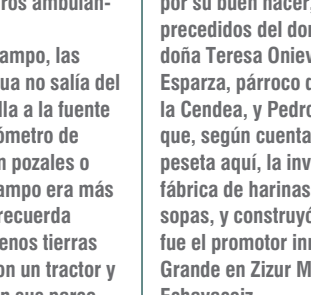 ros ambulan-
ampo, las
ua no salía del
lla a la fuente
ómetro de
n pozales o
ampo era más
recuerda
enos tierras
on un tractor y
por su buen hacer,
precedidos del do
doña Teresa Oniev
Esparza, párroco
la Cendea, y Pedro
que, según cuenta
peseta aquí, la inv
fábrica de harinas
sopas, y construyó
fue el promotor in
Grande en Zizur M